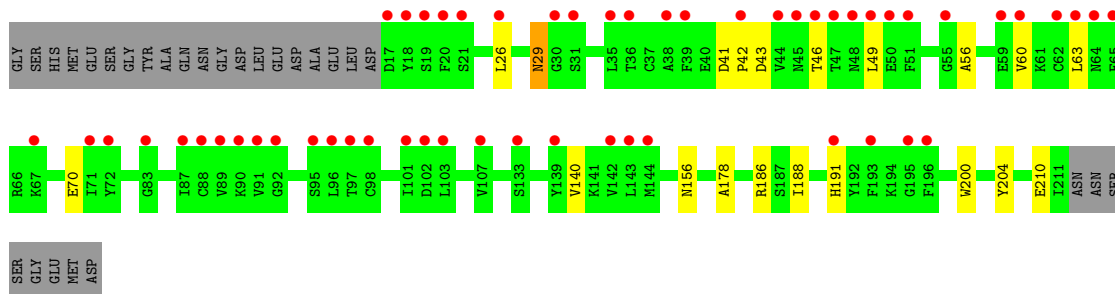 GLY SER HIS MET GLU SER GLY TYR ALA GLN ASN GLY ASP LEU GLU ASP ALA GLU LEU ASP D17 Y18 S19 F20 S21 L26 N29 G30 S31 L35 T36 C37 A38 F39 E40 D41 P42 D43 V44 N45 T46 T47 N48 L49 E50 F51 G55 A56 E59 V60 K61 C62 L63 N64 F65
R66 K67 E70 I71 Y72 G83 I87 C88 V89 K90 V91 G92 S95 L96 T97 C98 I101 D102 L103 V107 S133 Y139 V140 K141 V142 L143 M144 N156 A178 R186 S187 I188 H191 Y192 F193 K194 G195 F196 W200 Y204 E210 I211 ASN ASN SER
SER GLY GLU MET ASP